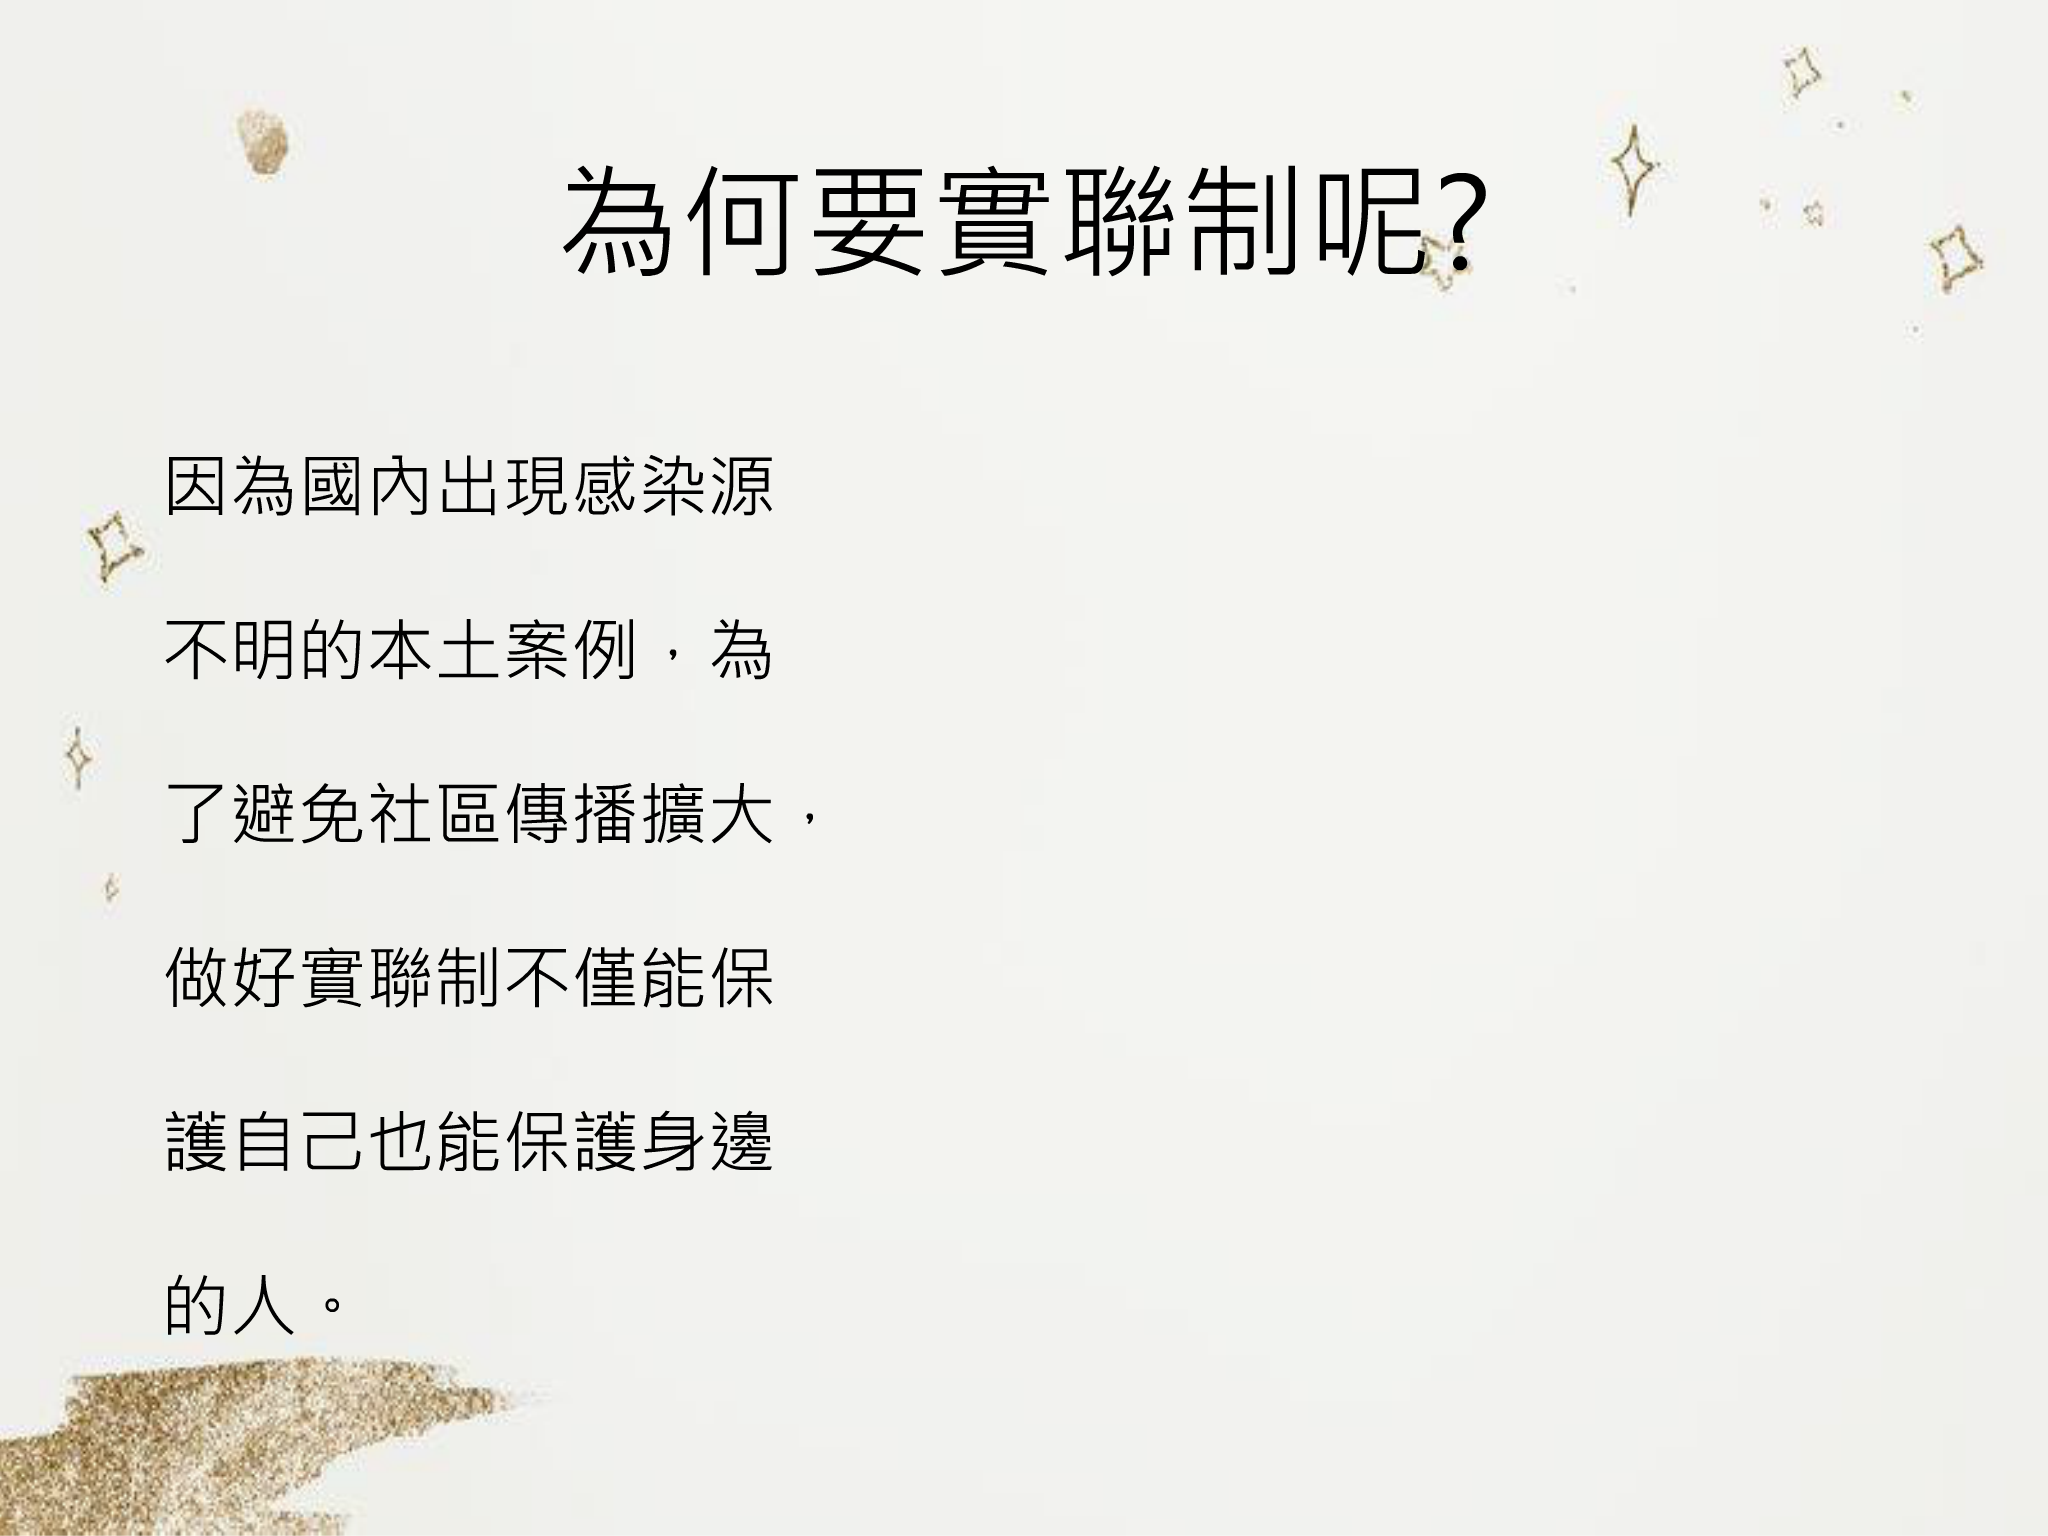 為何要實聯制呢?
因為國內出現感染源
不明的本土案例，為
了避免社區傳播擴大，
做好實聯制不僅能保
護自己也能保護身邊
的人。